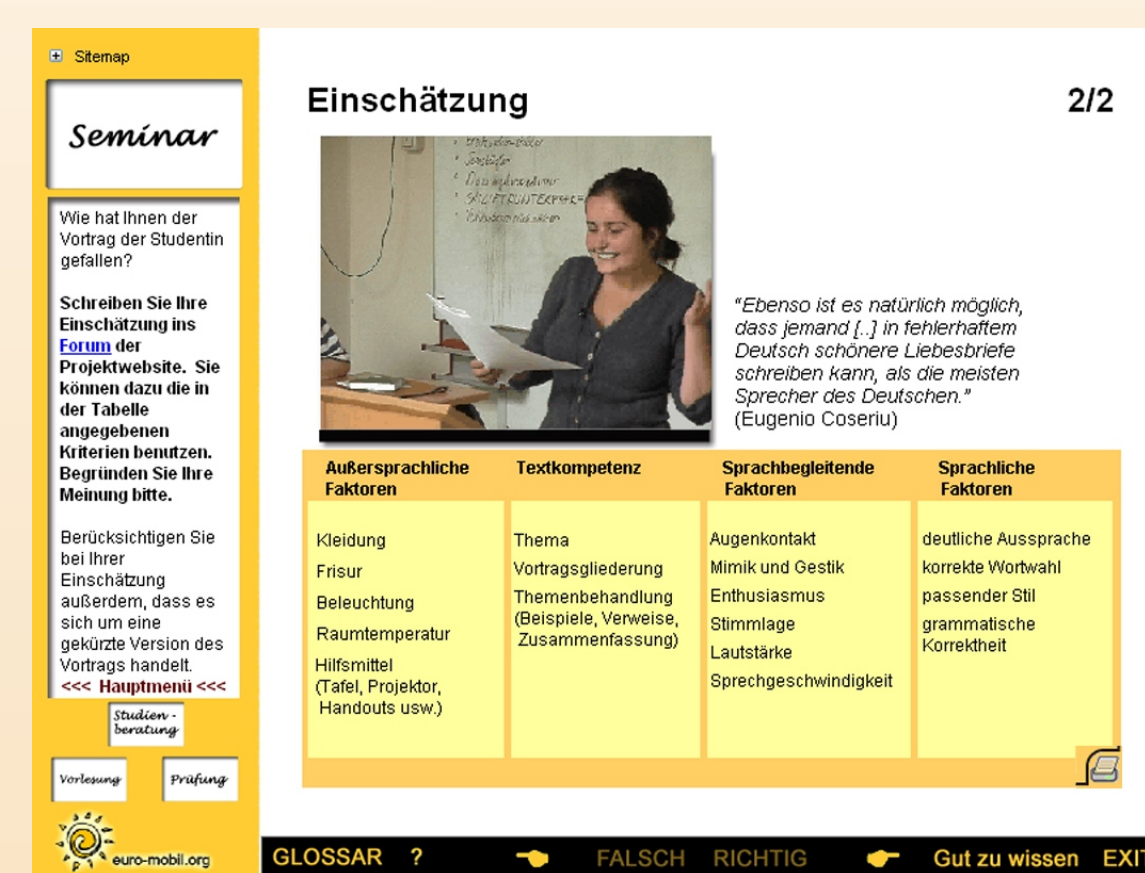 Sitemap
Seminar
Wie hat Ihnen der
Vortrag der Studentin
gefallen?
Schreiben Sie Ihre
Einschätzung ins
Forum der
Projektwebsite. Sie
können dazu die in
der Tabelle
angegebenen
Kriterien benutzen.
Begründen Sie Ihre
Meinung bitte.
Berücksichtigen Sie
bei Ihrer
Einschätzung
außerdem, dass es
sich um eine
gekürzte Version des
Vortrags handelt.
<<< Hauptmenü <<<
Studien-
beratung
Vorlesung
Prüfung
euro-mobil.org
Einschätzung
2/2
"Ebenso ist es natürlich möglich,
dass jemand [..] in fehlerhaftem
Deutsch schönere Liebesbriefe
schreiben kann, als die meisten
Sprecher des Deutschen."
(Eugenio Coseriu)
Außersprachliche
Faktoren
Kleidung
Frisur
Beleuchtung
Raumtemperatur
Hilfsmittel
(Tafel, Projektor,
Handouts usw.)
Textkompetenz
Thema
Vortragsgliederung
Themenbehandlung
(Beispiele, Verweise,
Zusammenfassung)
Sprachbegleitende
Faktoren
Augenkontakt
Mimik und Gestik
Enthusiasmus
Stimmlage
Lautstärke
Sprechgeschwindigkeit
Sprachliche
Faktoren
deutliche Aussprache
korrekte Wortwahl
passender Stil
grammatische
Korrektheit
GLOSSAR ? FALSCH RICHTIG Gut zu wissen EXIT